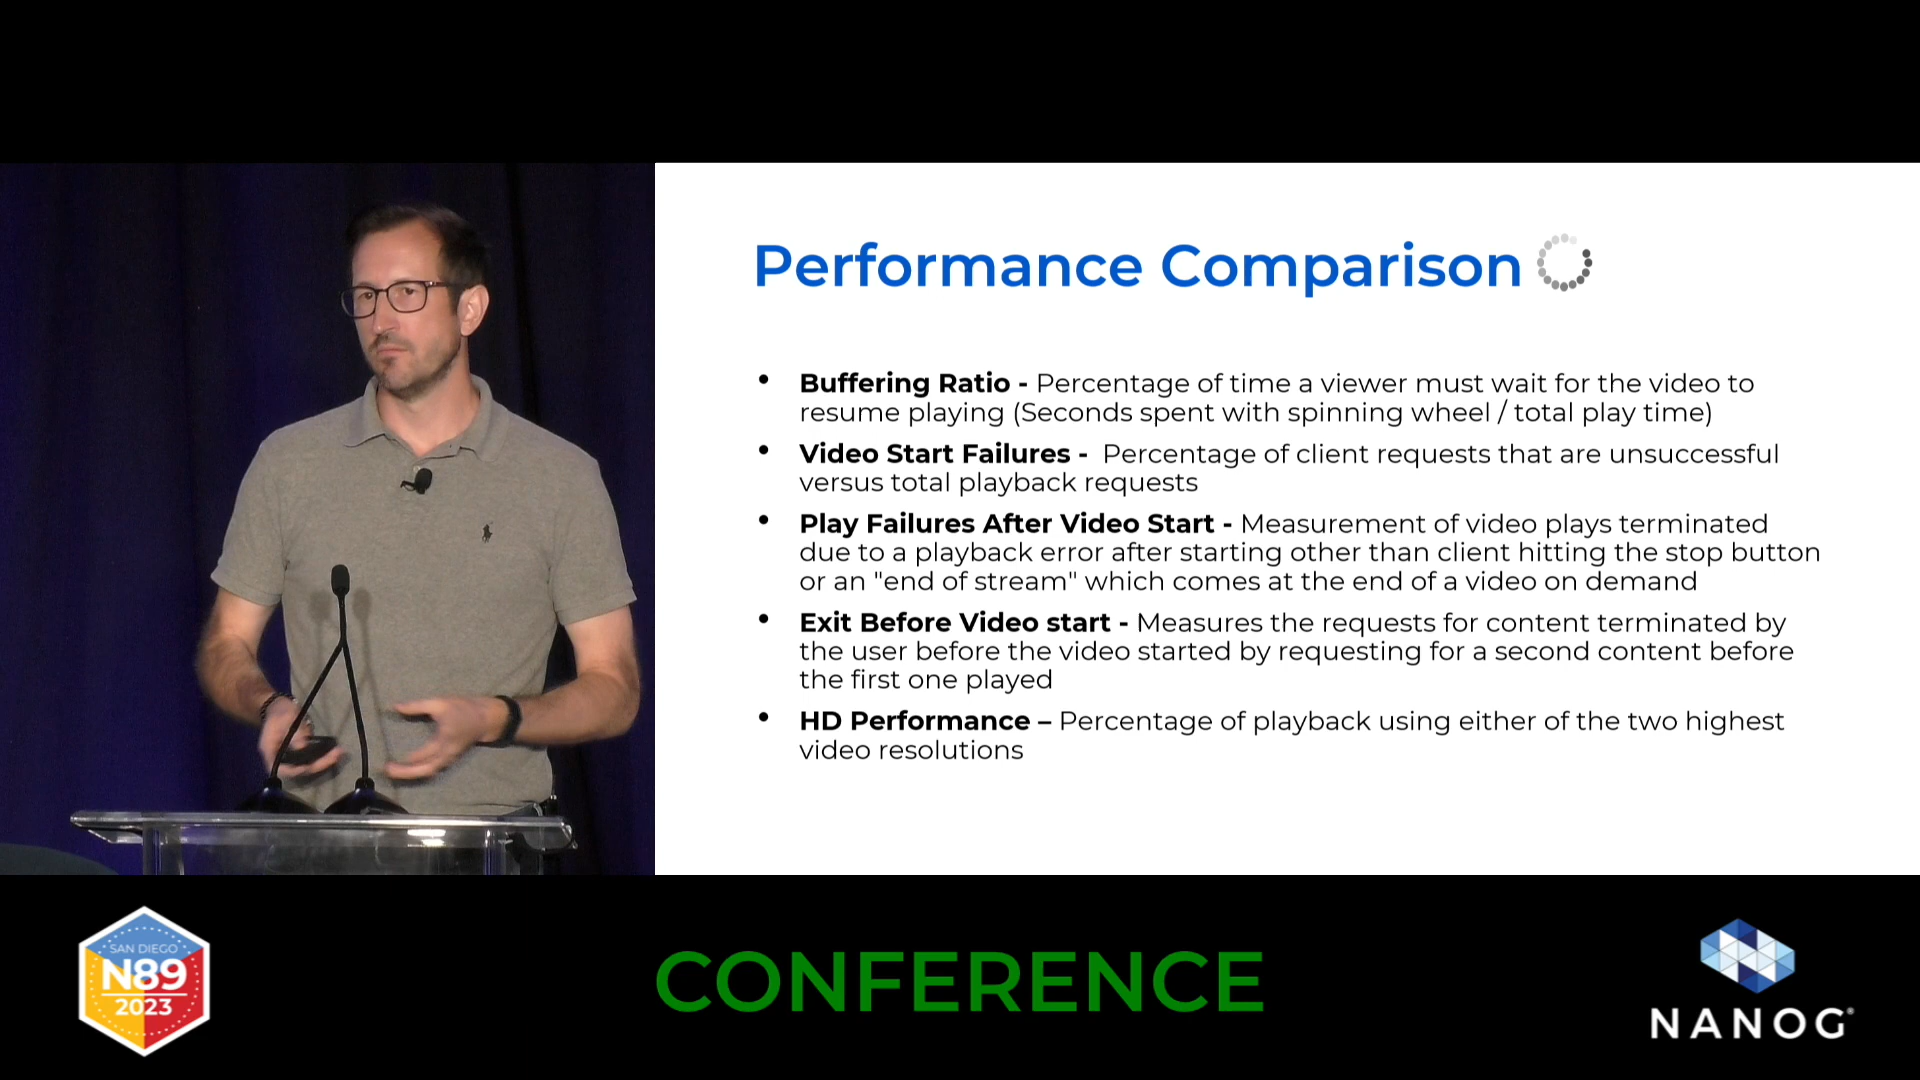 Performance Comparison
• Buffering Ratio - Percentage of time a viewer must wait for the video to
resume playing (Seconds spent with spinning wheel / total play time)
• Video Start Failures - Percentage of client requests that are unsuccessful
versus total playback requests
• Play Failures After Video Start - Measurement of video plays terminated
due to a playback error after starting other than client hitting the stop button
or an "end of stream" which comes at the end of a video on demand
• Exit Before Video start - Measures the requests for content terminated by
the user before the video started by requesting for a second content before
the first one played
• HD Performance – Percentage of playback using either of the two highest
video resolutions
SAN DIEGO
N89
2023
CONFERENCE
NANOG®